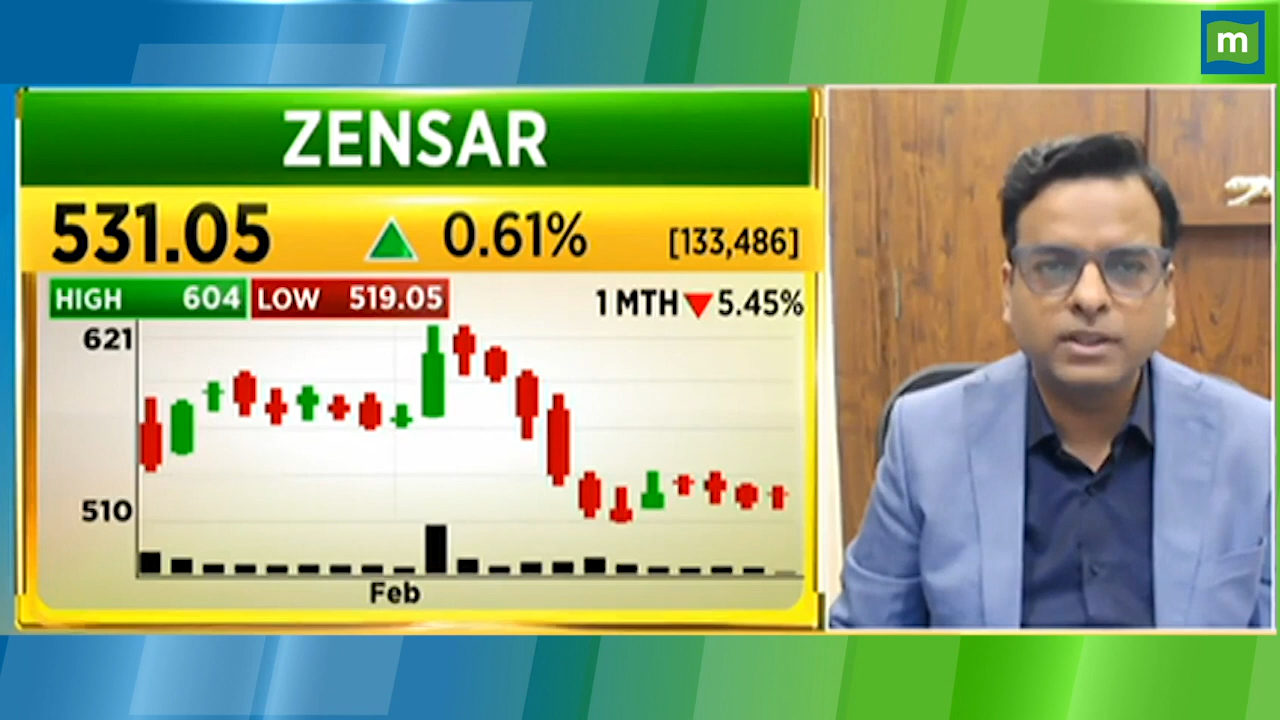 m
ZENSAR
531.05 0.61% [133,486]
HIGH 604 LOW 519.05 1 MTH 5.45%
621
510
Feb